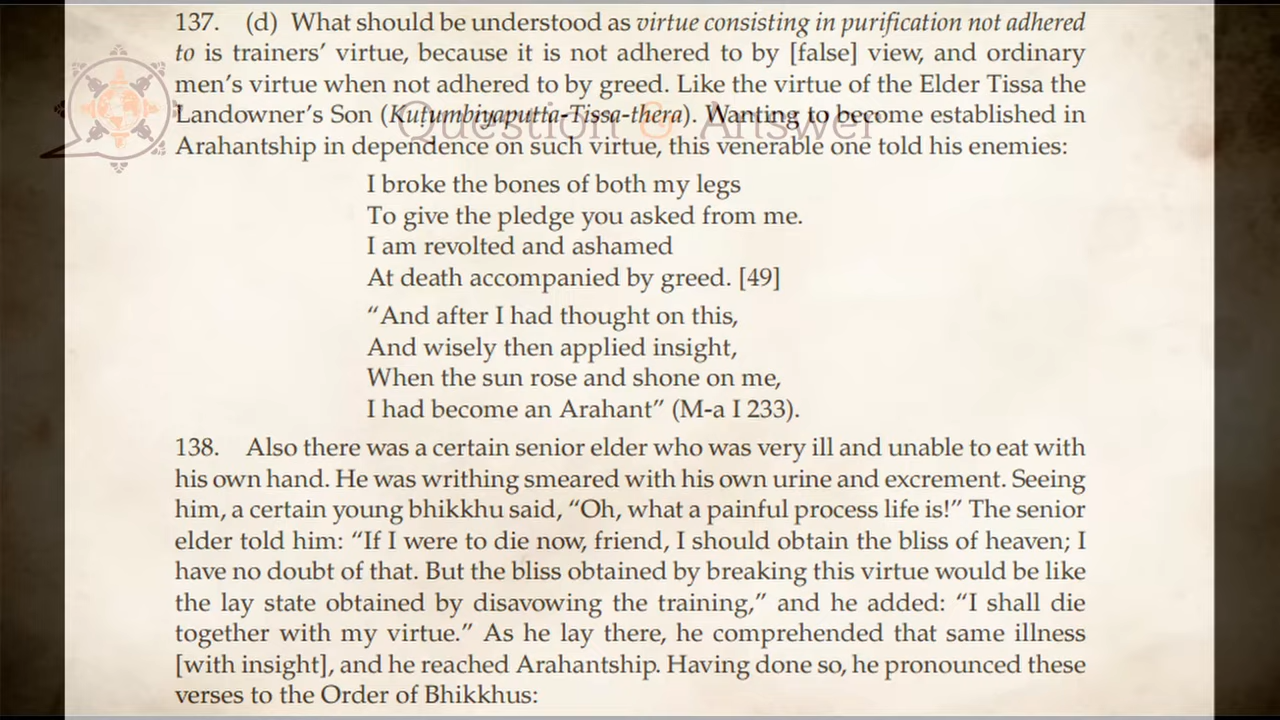 137. (d) What should be understood as virtue consisting in purification not adhered
to is trainers’ virtue, because it is not adhered to by [false] view, and ordinary
men’s virtue when not adhered to by greed. Like the virtue of the Elder Tissa the
Landowner’s Son (Kuṭumbiyaputta-Tissa-thera). Wanting to become established in
Question & Answer
Arahantship in dependence on such virtue, this venerable one told his enemies:
I broke the bones of both my legs
To give the pledge you asked from me.
I am revolted and ashamed
At death accompanied by greed. [49]
“And after I had thought on this,
And wisely then applied insight,
When the sun rose and shone on me,
I had become an Arahant” (M-a I 233).
138. Also there was a certain senior elder who was very ill and unable to eat with
his own hand. He was writhing smeared with his own urine and excrement. Seeing
him, a certain young bhikkhu said, “Oh, what a painful process life is!” The senior
elder told him: “If I were to die now, friend, I should obtain the bliss of heaven; I
have no doubt of that. But the bliss obtained by breaking this virtue would be like
the lay state obtained by disavowing the training,” and he added: “I shall die
together with my virtue.” As he lay there, he comprehended that same illness
[with insight], and he reached Arahantship. Having done so, he pronounced these
verses to the Order of Bhikkhus: